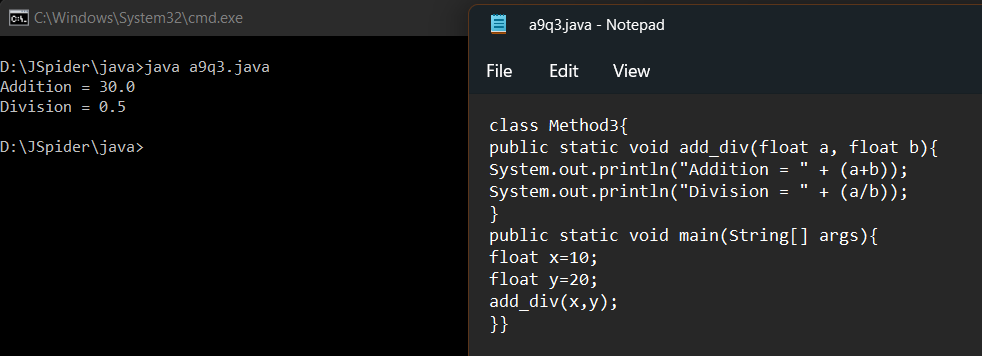 C:\Windows\System32\cmd.exe
D:\JSpider\java>java a9q3.java
Addition = 30.0
Division = 0.5
D:\JSpider\java>
a9q3.java - Notepad
File Edit View
class Method3{
public static void add_div(float a, float b){
System.out.println("Addition = " + (a+b));
System.out.println("Division = " + (a/b));
}
public static void main(String[] args){
float x=10;
float y=20;
add_div(x,y);
}}